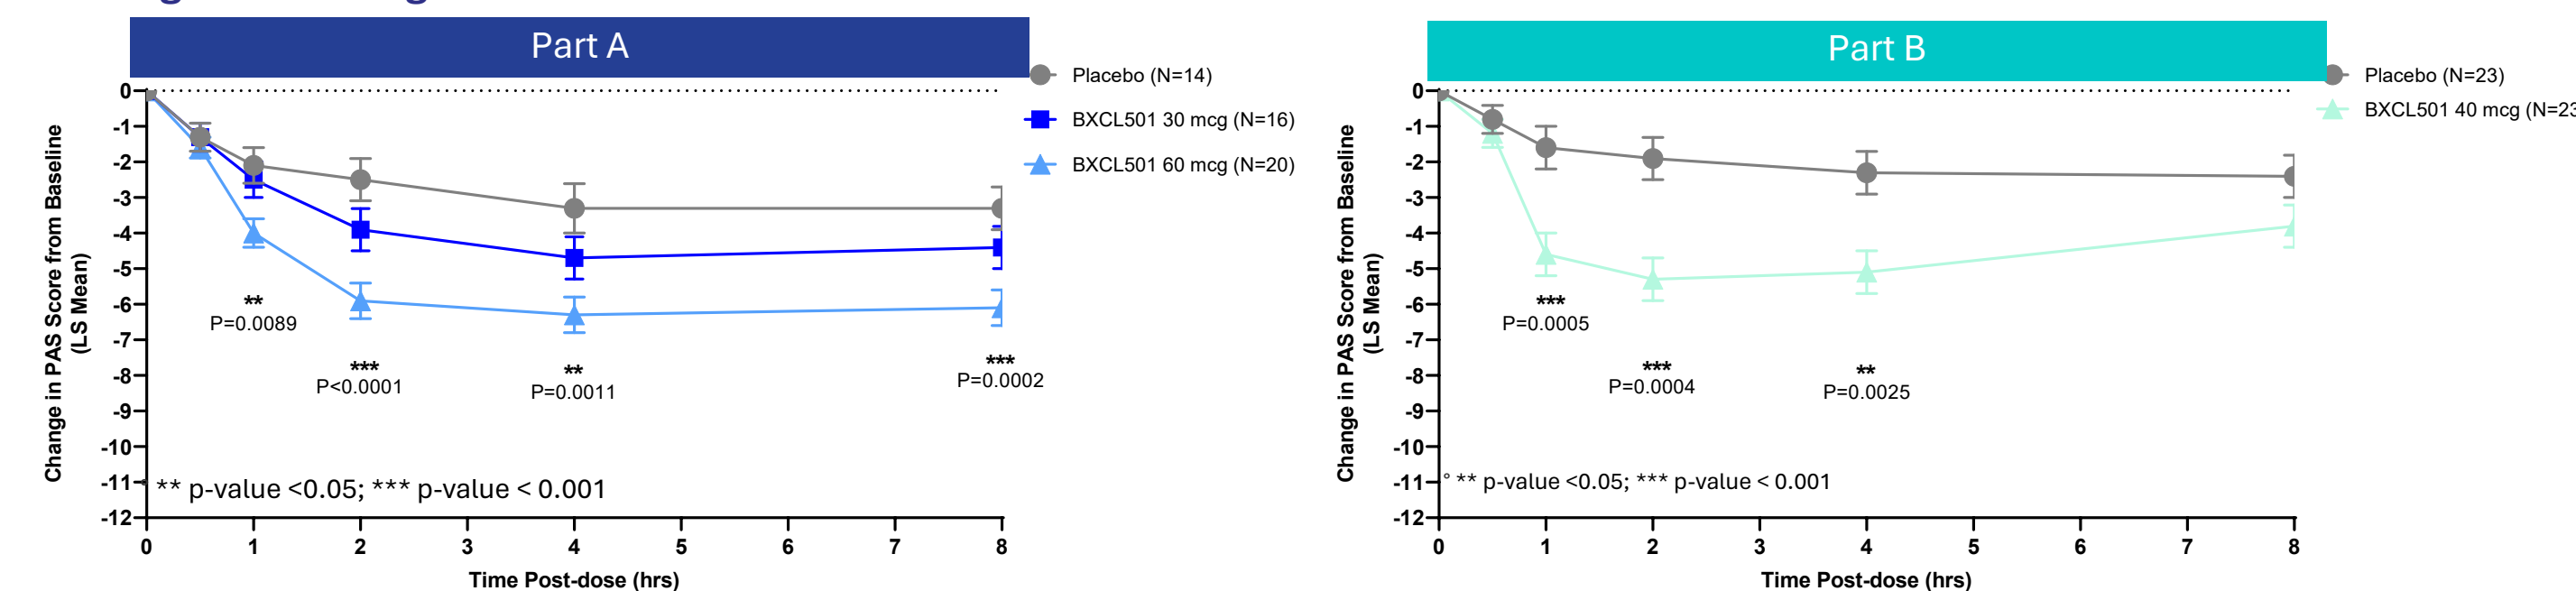 Part A
Placebo (N=14)
BXCL501 30 mcg (N=16)
BXCL501 60 mcg (N=20)
Change in PAS Score from Baseline
(LS Mean)
0
-1
-2
-3
-4
-5
-6
-7
-8
-9
-10
-11
-12
**
P=0.0089
***
P<0.0001
**
P=0.0011
***
P=0.0002
** p-value <0.05; *** p-value < 0.001
0 1 2 3 4 5 6 7 8
Time Post-dose (hrs)
Part B
Placebo (N=23)
BXCL501 40 mcg (N=23
Change in PAS Score from Baseline
(LS Mean)
0
-1
-2
-3
-4
-5
-6
-7
-8
-9
-10
-11
-12
***
P=0.0005
***
P=0.0004
**
P=0.0025
° ** p-value <0.05; *** p-value < 0.001
0 1 2 3 4 5 6 7 8
Time Post-dose (hrs)